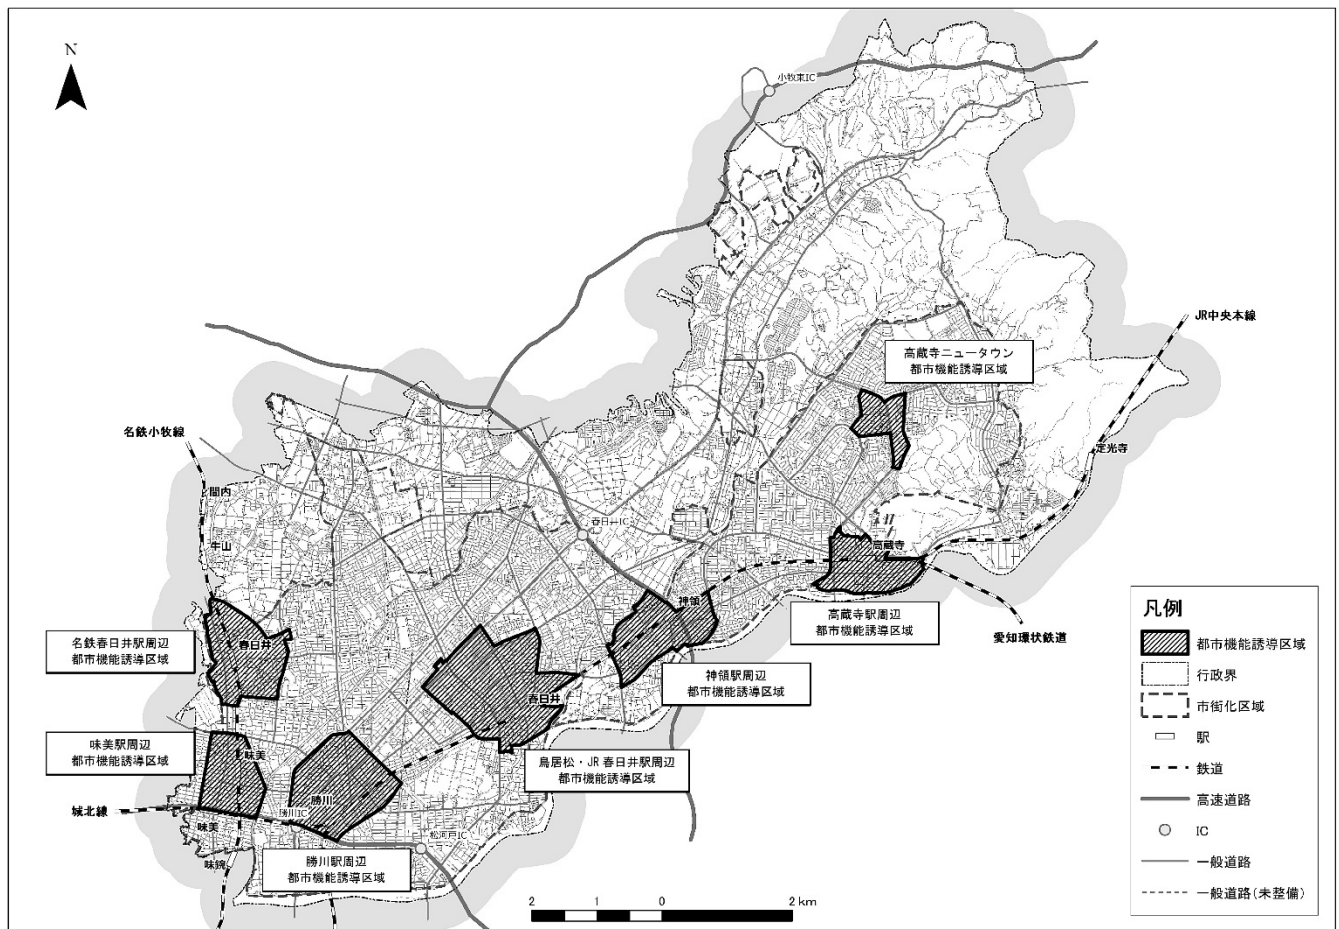 N
小牧東IC
JR中央本線
高蔵寺ニュータウン
都市機能誘導区域
名鉄小牧線
定光寺
間内
春日井IC
牛山
高蔵寺
神領
高蔵寺駅周辺
都市機能誘導区域
愛知環状鉄道
名鉄春日井駅周辺
都市機能誘導区域
春日井
神領駅周辺
都市機能誘導区域
春日井
味美駅周辺
都市機能誘導区域
味美
鳥居松・JR春日井駅周辺
都市機能誘導区域
城北線
勝川
勝川IC
味美
松河戸IC
味鋺
勝川駅周辺
都市機能誘導区域
2 1 0 2 km
凡例
都市機能誘導区域
行政界
市街化区域
駅
鉄道
高速道路
IC
一般道路
一般道路(未整備)